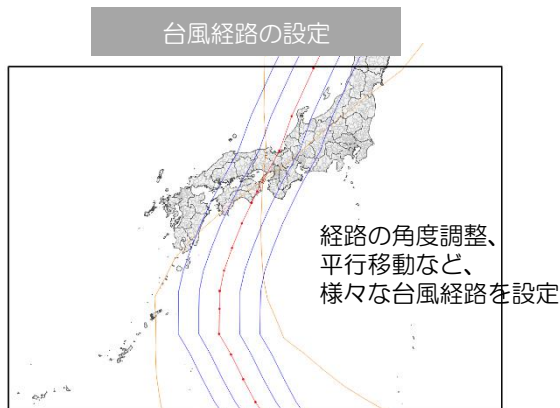 台風経路の設定
経路の角度調整、
平行移動など、
様々な台風経路を設定